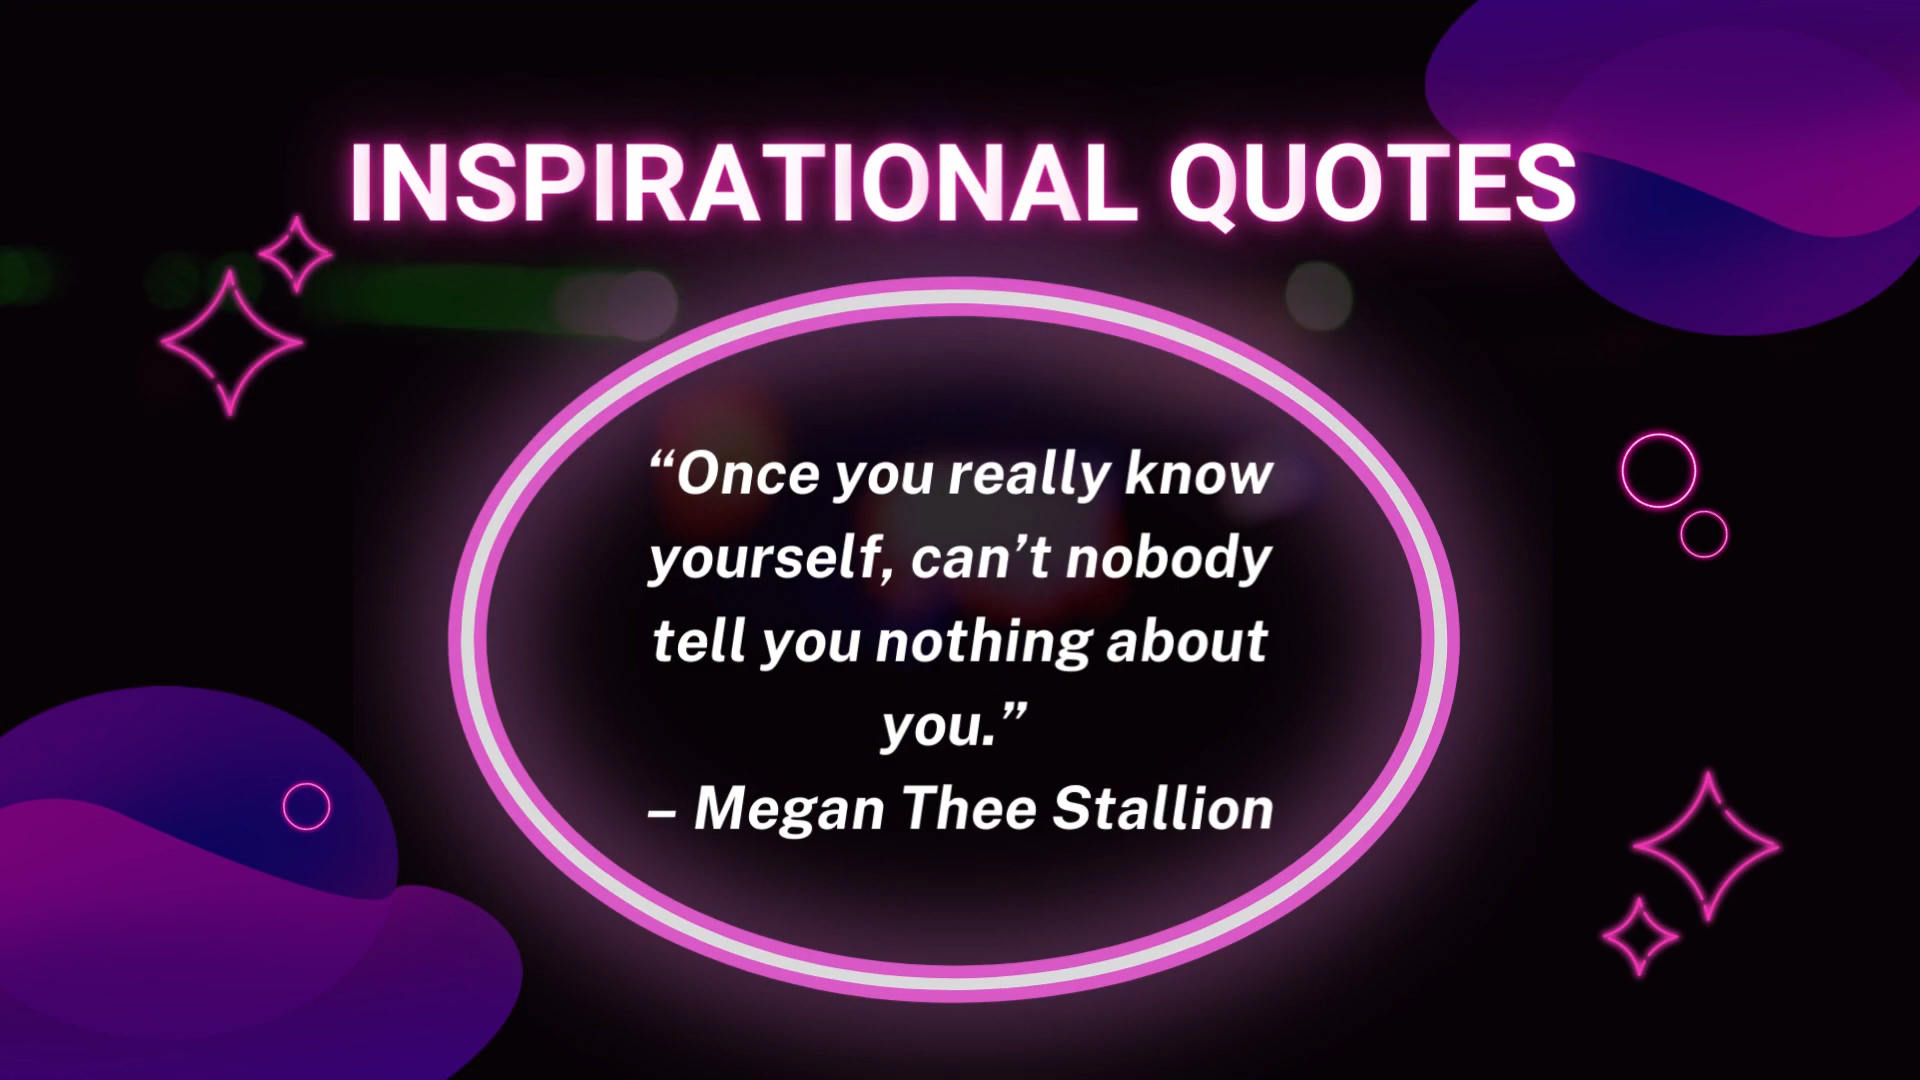 INSPIRATIONAL QUOTES
“Once you really know
yourself, can’t nobody
tell you nothing about
you.”
– Megan Thee Stallion